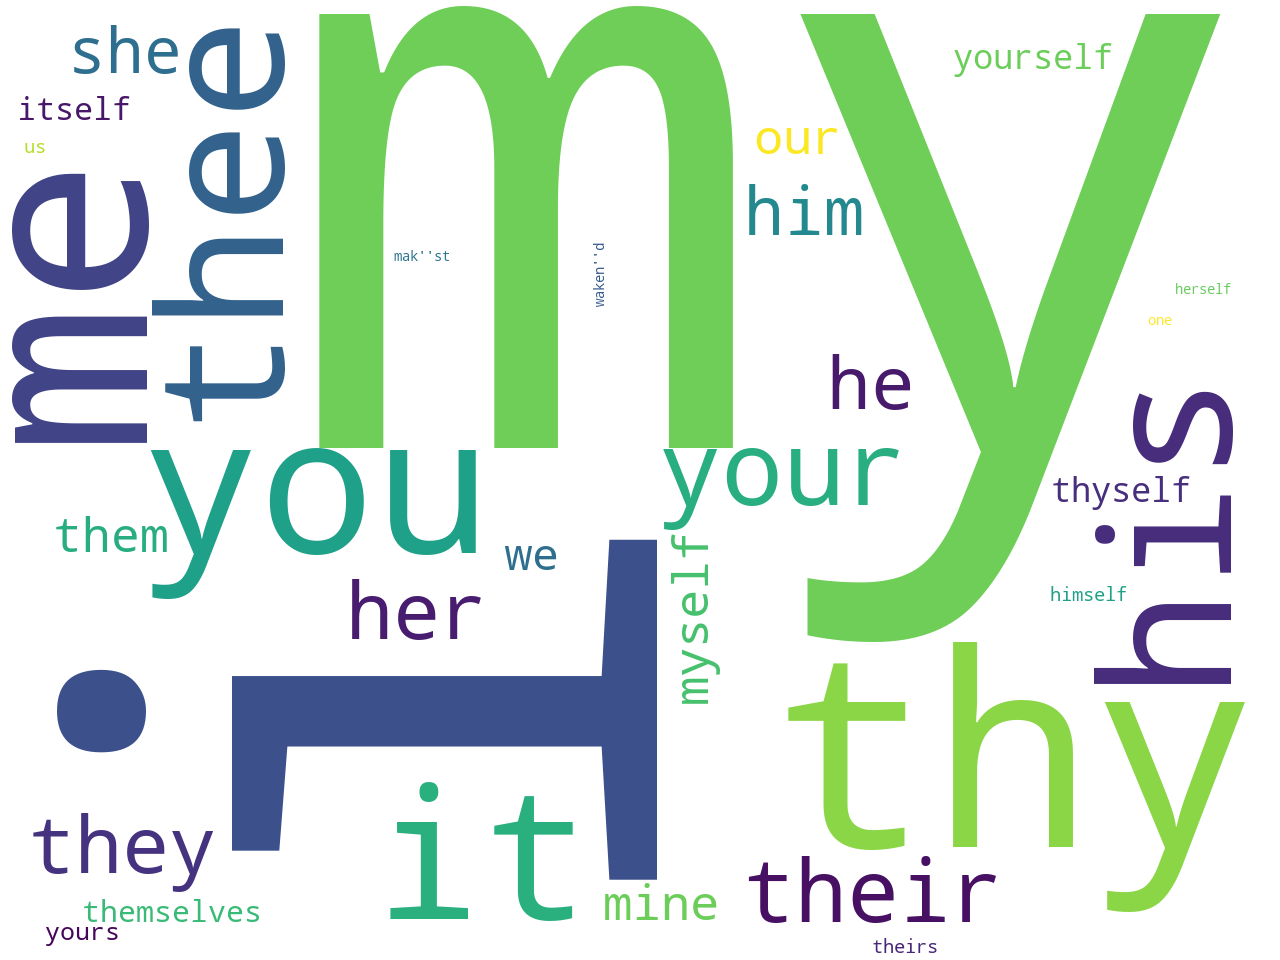 she
thee
my
yourself
itself
us
our
me
him
mak''st
waken''d
herself
one
he
his
you
your
thyself
them
we
myself
himself
her
i
thy
it
they
their
mine
themselves
yours
theirs